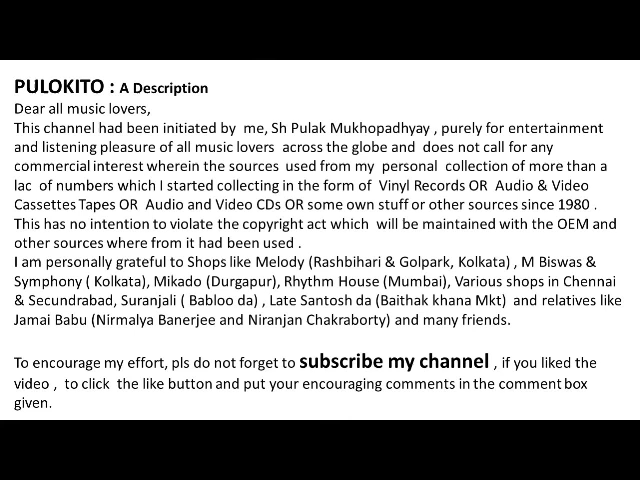 PULOKITO : A Description
Dear all music lovers,
This channel had been initiated by me, Sh Pulak Mukhopadhyay , purely for entertainment
and listening pleasure of all music lovers across the globe and does not call for any
commercial interest wherein the sources used from my personal collection of more than a
lac of numbers which I started collecting in the form of Vinyl Records OR Audio & Video
Cassettes Tapes OR Audio and Video CDs OR some own stuff or other sources since 1980 .
This has no intention to violate the copyright act which will be maintained with the OEM and
other sources where from it had been used .
I am personally grateful to Shops like Melody (Rashbihari & Golpark, Kolkata) , M Biswas &
Symphony ( Kolkata), Mikado (Durgapur), Rhythm House (Mumbai), Various shops in Chennai
& Secundrabad, Suranjali ( Babloo da) , Late Santosh da (Baithak khana Mkt) and relatives like
Jamai Babu (Nirmalya Banerjee and Niranjan Chakraborty) and many friends.
To encourage my effort, pls do not forget to subscribe my channel , if you liked the
video , to click the like button and put your encouraging comments in the comment box
given.